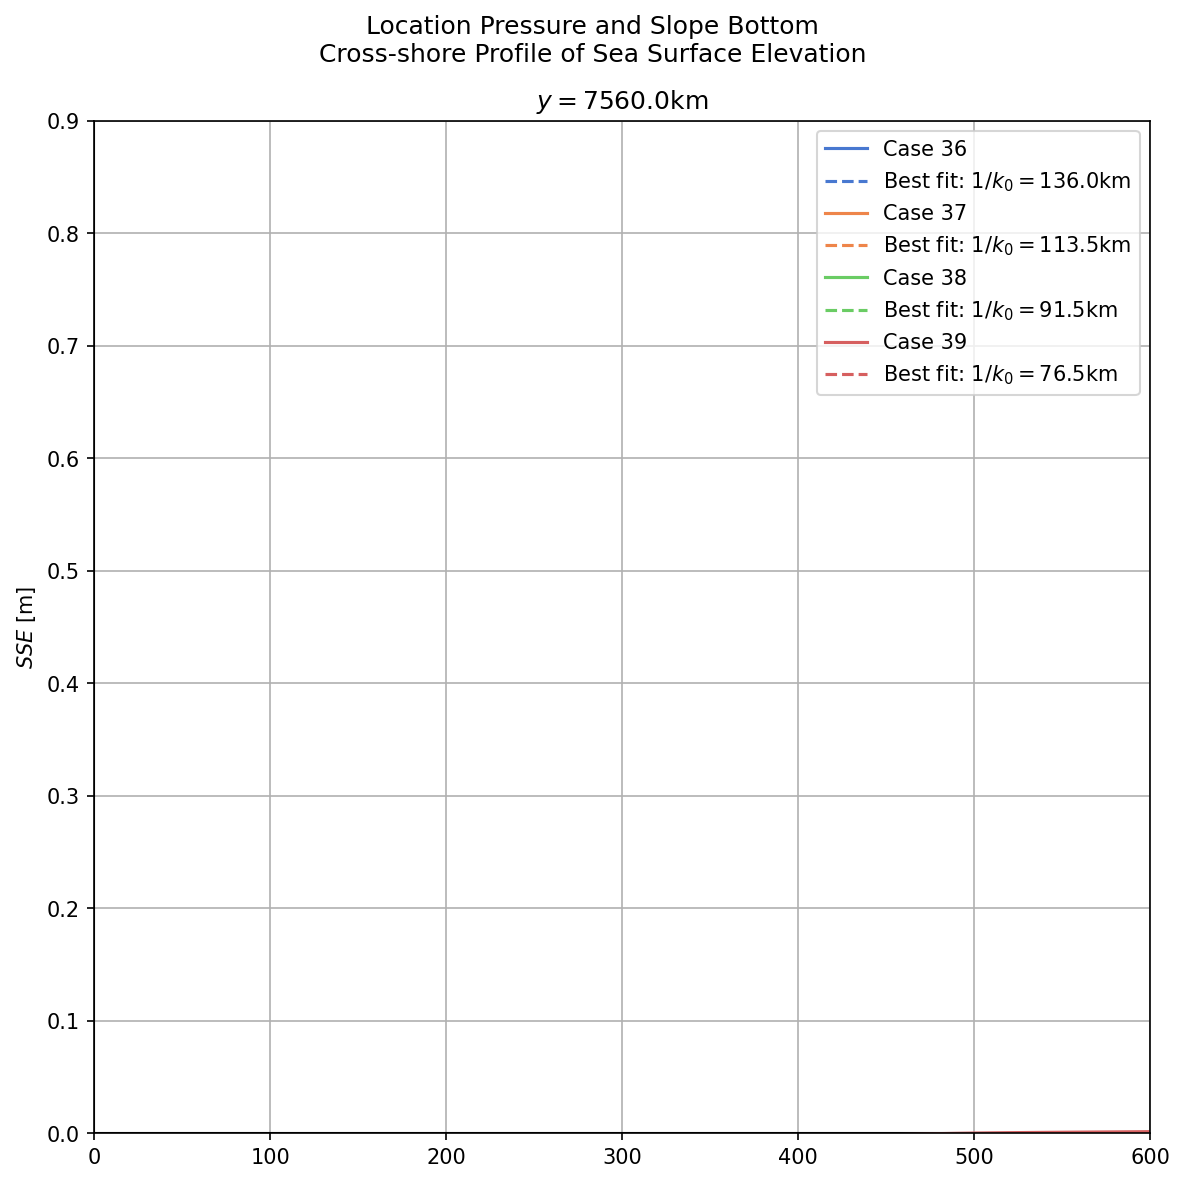 Location Pressure and Slope Bottom
Cross-shore Profile of Sea Surface Elevation
y = 7560.0km
0.9
0.8
0.7
0.6
0.5
0.4
0.3
0.2
0.1
0.0
SSE [m]
Case 36
Best fit: 1/k₀ = 136.0km
Case 37
Best fit: 1/k₀ = 113.5km
Case 38
Best fit: 1/k₀ = 91.5km
Case 39
Best fit: 1/k₀ = 76.5km
0 100 200 300 400 500 600